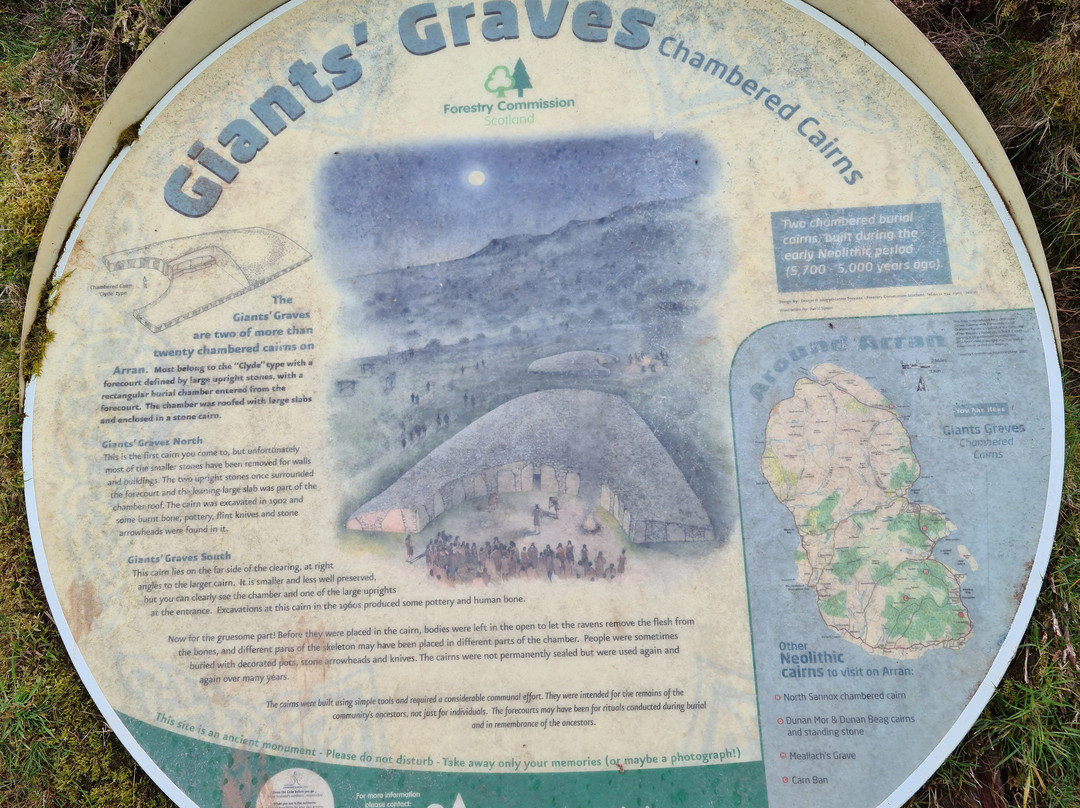 Giants' Graves Chambered Cairns
Forestry Commission
Scotland
Two chambered burial
cairns, built during the
early Neolithic period
(5,700 - 5,000 years ago).
Chambered Cairn
'Clyde' type
The
Giants' Graves
are two of more than
twenty chambered cairns on
Arran. Most belong to the "Clyde" type with a
forecourt defined by large upright stones, with a
rectangular burial chamber entered from the
forecourt. The chamber was roofed with large slabs
and enclosed in a stone cairn.
Giants' Graves North
This is the first cairn you come to, but unfortunately
most of the smaller stones have been removed for walls
and buildings. The two upright stones once surrounded
the forecourt and the leaning large slab was part of the
chamber roof. The cairn was excavated in 1902 and
some burnt bone, pottery, flint knives and stone
arrowheads were found in it.
Giants' Graves South
This cairn lies on the far side of the clearing, at right
angles to the larger cairn. It is smaller and less well preserved,
but you can clearly see the chamber and one of the large uprights
at the entrance. Excavations at this cairn in the 1960s produced some pottery and human bone.
Now for the gruesome part! Before they were placed in the cairn, bodies were left in the open to let the ravens remove the flesh from
the bones, and different parts of the skeleton may have been placed in different parts of the chamber. People were sometimes
buried with decorated pots, stone arrowheads and knives. The cairns were not permanently sealed but were used again and
again over many years.
The cairns were built using simple tools and required a considerable communal effort. They were intended for the remains of the
community's ancestors, not just for individuals. The forecourts may have been for rituals conducted during burial
and in remembrance of the ancestors.
This site is an ancient monument - Please do not disturb - Take away only your memories (or maybe a photograph!)
For more information
please contact:
Around Arran
You Are Here
Giants Graves
Chambered
Cairns
Other
Neolithic
cairns to visit on Arran:
North Sannox chambered cairn
Dunan Mor & Dunan Beag cairns
and standing stone
Meallach's Grave
Carn Ban